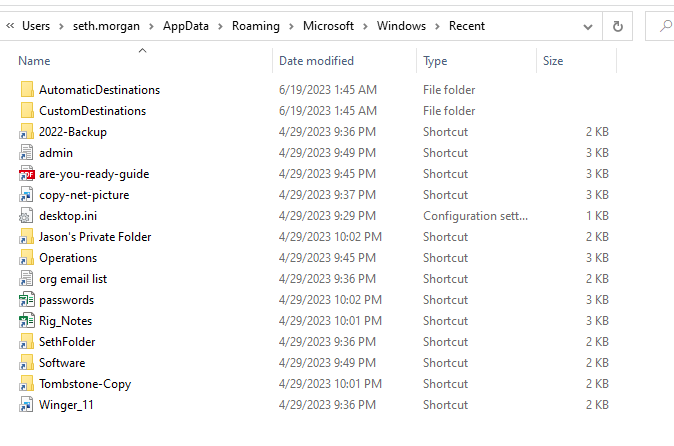 « Users › seth.morgan › AppData › Roaming › Microsoft › Windows › Recent
Name Date modified Type Size
AutomaticDestinations 6/19/2023 1:45 AM File folder
CustomDestinations 6/19/2023 1:45 AM File folder
2022-Backup 4/29/2023 9:36 PM Shortcut 2 KB
admin 4/29/2023 9:49 PM Shortcut 3 KB
PDF are-you-ready-guide 4/29/2023 9:45 PM Shortcut 3 KB
copy-net-picture 4/29/2023 9:37 PM Shortcut 3 KB
desktop.ini 4/29/2023 9:29 PM Configuration sett... 1 KB
Jason's Private Folder 4/29/2023 10:02 PM Shortcut 2 KB
Operations 4/29/2023 9:45 PM Shortcut 3 KB
org email list 4/29/2023 9:36 PM Shortcut 2 KB
passwords 4/29/2023 10:02 PM Shortcut 3 KB
Rig_Notes 4/29/2023 10:01 PM Shortcut 3 KB
SethFolder 4/29/2023 9:36 PM Shortcut 2 KB
Software 4/29/2023 9:49 PM Shortcut 2 KB
Tombstone-Copy 4/29/2023 10:01 PM Shortcut 2 KB
Winger_11 4/29/2023 9:36 PM Shortcut 2 KB